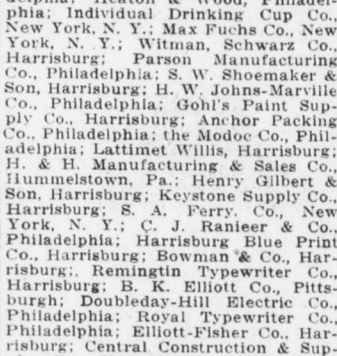 delphia; Heaton & Wood, Philadel-
phia; Individual Drinking Cup Co.,
New York, N. Y.; Max Fuchs Co., New
York, N. Y.; Witman, Schwarz Co.,
Harrisburg; Parson Manufacturing
Co., Philadelphia; S. W. Shoemaker &
Son, Harrisburg; H. W. Johns-Marville
Co., Philadelphia; Gohl's Paint Sup-
ply Co., Harrisburg; Anchor Packing
Co., Philadelphia; the Modoc Co., Phil-
adelphia; Lattimet Willis, Harrisburg;
H. & H. Manufacturing & Sales Co.,
Hummelstown, Pa.; Henry Gilbert &
Son, Harrisburg; Keystone Supply Co.,
Harrisburg; S. A. Ferry. Co., New
York, N. Y.; C. J. Ranieer & Co.,
Philadelphia; Harrisburg Blue Print
Co., Harrisburg; Bowman & Co., Har-
risburg; Remingtin Typewriter Co.,
Harrisburg; B. K. Elliott Co., Pitts-
burgh; Doubleday-Hill Electric Co.,
Philadelphia; Royal Typewriter Co.,
Philadelphia; Elliott-Fisher Co., Har-
risburg; Central Construction & Sup-